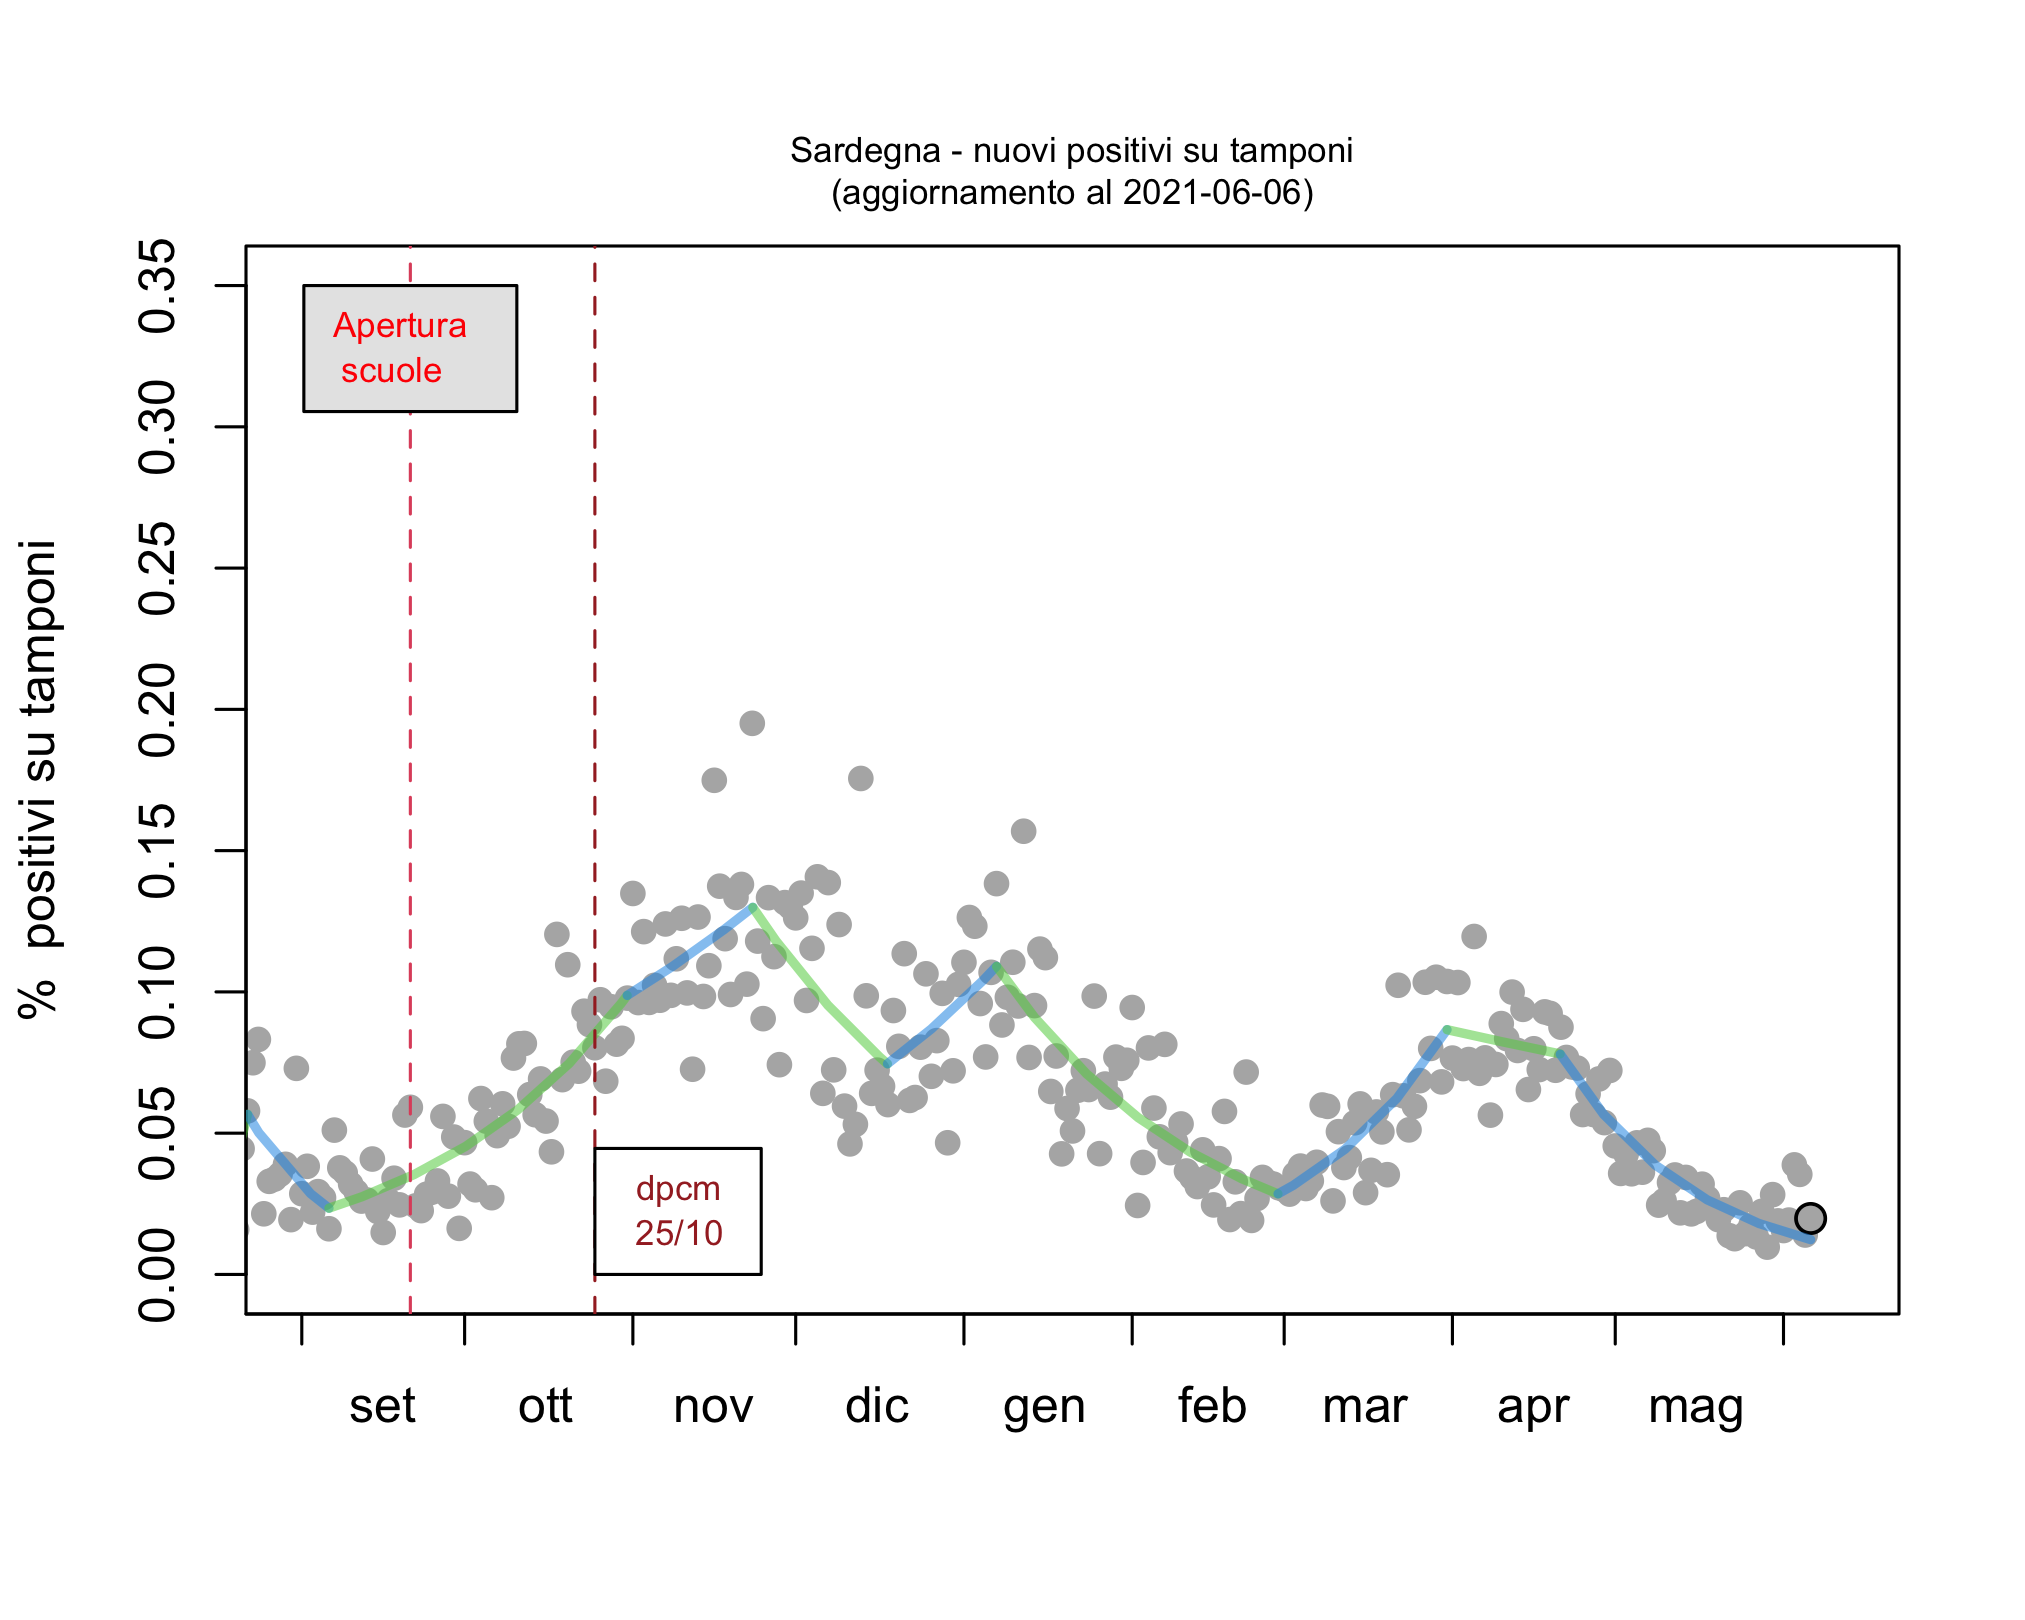 Sardegna - nuovi positivi su tamponi
(aggiornamento al 2021-06-06)
% positivi su tamponi
0.35
0.30
0.25
0.20
0.15
0.10
0.05
0.00
Apertura
scuole
dpcm
25/10
set ott nov dic gen feb mar apr mag